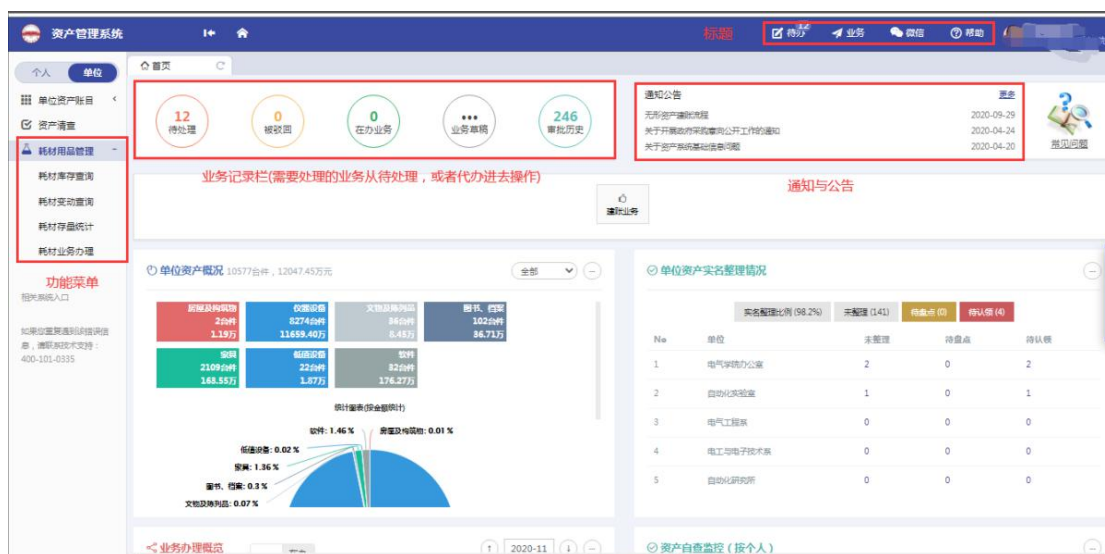 资产管理系统
标题
12
待办
业务
微信
帮助
个人
单位
首页
单位资产账目
资产清查
耗材用品管理
耗材库存查询
耗材变动查询
耗材存量统计
耗材业务办理
功能菜单
相关系统入口
400-101-0335
12
待处理
0
被驳回
0
在办业务
•••
业务草稿
246
审批历史
通知公告
更多
无形资产建账流程
2020-09-29
关于开展政府采购意向公开工作的通知
2020-04-24
关于资产系统基础信息问题
2020-04-20
常见问题
业务记录栏(需要处理的业务从待处理，或者代办进去操作)
通知与公告
建账业务
单位资产概况 10577台件，12047.45万元
全部
房屋及构筑物
2台件
1.19万
仪器设备
8274台件
11659.40万
文物及陈列品
86台件
8.45万
图书、档案
102台件
86.71万
家具
2109台件
163.55万
低值设备
22台件
1.87万
软件
82台件
176.27万
统计图表(按金额统计)
软件: 1.46 %
房屋及构筑物: 0.01 %
低值设备: 0.02 %
家具: 1.36 %
图书、档案: 0.3 %
文物及陈列品: 0.07 %
单位资产实名整理情况
实名整理比例 (98.2%)
未整理 (141)
待盘点 (0)
待认领 (4)
No 单位 未整理 待盘点 待认领
1 电气学院办公室 2 0 2
2 自动化实验室 1 0 1
3 电气工程系 0 0 0
4 电工与电子技术系 0 0 0
5 自动化研究所 0 0 0
业务办理概览
2020-11
资产自查监控（按个人）